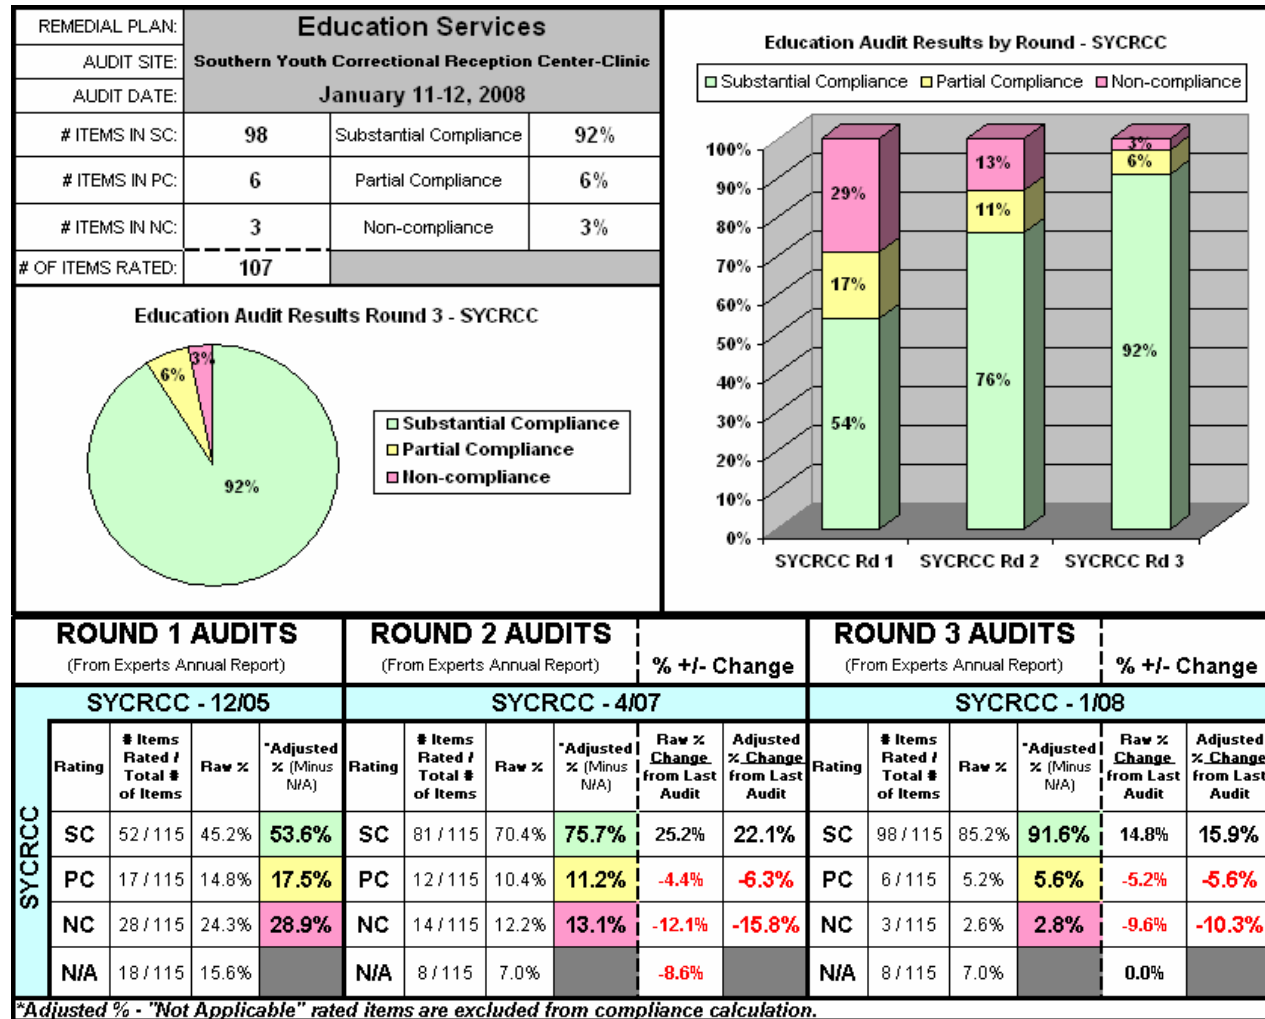 REMEDIAL PLAN: Education Services
AUDIT SITE: Southern Youth Correctional Reception Center-Clinic
AUDIT DATE: January 11-12, 2008
# ITEMS IN SC: 98 Substantial Compliance 92%
# ITEMS IN PC: 6 Partial Compliance 6%
# ITEMS IN NC: 3 Non-compliance 3%
# OF ITEMS RATED: 107
Education Audit Results Round 3 - SYCRCC
3%
6%
92%
Substantial Compliance
Partial Compliance
Non-compliance
Education Audit Results by Round - SYCRCC
Substantial Compliance Partial Compliance Non-compliance
100%
90%
80%
70%
60%
50%
40%
30%
20%
10%
0%
29%
17%
54%
13%
11%
76%
3%
6%
92%
SYCRCC Rd 1 SYCRCC Rd 2 SYCRCC Rd 3
ROUND 1 AUDITS ROUND 2 AUDITS ROUND 3 AUDITS
(From Experts Annual Report) (From Experts Annual Report) % +/- Change (From Experts Annual Report) % +/- Change
SYCRCC - 12/05 SYCRCC - 4/07 SYCRCC - 1/08
SYCRCC
Rating # Items Rated / Total # of Items Raw % *Adjusted % (Minus N/A) Rating # Items Rated / Total # of Items Raw % *Adjusted % (Minus N/A) Raw % Change from Last Audit Adjusted % Change from Last Audit Rating # Items Rated / Total # of Items Raw % *Adjusted % (Minus N/A) Raw % Change from Last Audit Adjusted % Change from Last Audit
SC 52 / 115 45.2% 53.6% SC 81 / 115 70.4% 75.7% 25.2% 22.1% SC 98 / 115 85.2% 91.6% 14.8% 15.9%
PC 17 / 115 14.8% 17.5% PC 12 / 115 10.4% 11.2% -4.4% -6.3% PC 6 / 115 5.2% 5.6% -5.2% -5.6%
NC 28 / 115 24.3% 28.9% NC 14 / 115 12.2% 13.1% -12.1% -15.8% NC 3 / 115 2.6% 2.8% -9.6% -10.3%
N/A 18 / 115 15.6% N/A 8 / 115 7.0% -8.6% N/A 8 / 115 7.0% 0.0%
*Adjusted % - "Not Applicable" rated items are excluded from compliance calculation.